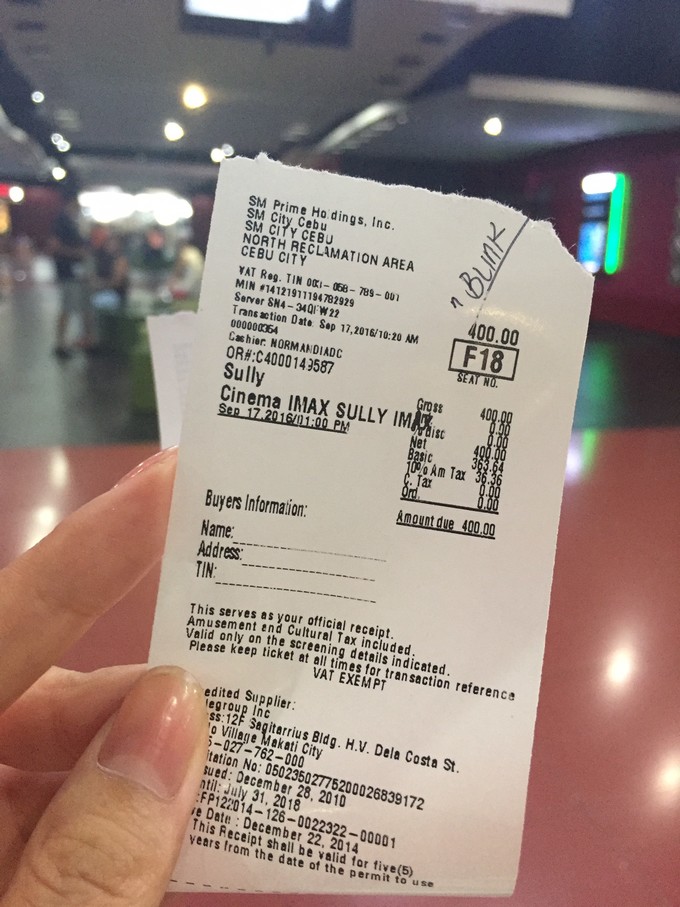 SM Prime Holdings, Inc.
SM City Cebu
SM CITY CEBU
NORTH RECLAMATION AREA
CEBU CITY
VAT Reg. TIN 001-058-789-001
MIN #14121911194782929
Server SN4-34QFW22
Transaction Date: Sep 17,2016/10:20 AM
000000364
Cashier: NORMANDIADC
OR#:C4000149587
Sully
Cinema IMAX SULLY IMAX
Sep 17,2016/01:00 PM
BLINK
400.00
F18
SEAT NO.
Gross 400.00
0.00
%disc 0.00
Net 400.00
Basic 363.64
10% Am Tax 36.36
C. Tax 0.00
Ord. 0.00
Amount due 400.00
Buyers Information:
Name:
Address:
TIN:
This serves as your official receipt.
Amusement and Cultural Tax included.
Valid only on the screening details indicated.
Please keep ticket at all times for transaction reference
VAT EXEMPT
edited Supplier:
legroup Inc
ss:12F Sagitarrius Bldg. H.V. Dela Costa St.
o Village Makati City
5-027-762-000
itation No: 05023502775200026839172
sued: December 28, 2010
ntil: July 31, 2018
:FP122014-126-0022322-00001
ve Date : December 22, 2014
This Receipt shall be valid for five(5)
years from the date of the permit to use